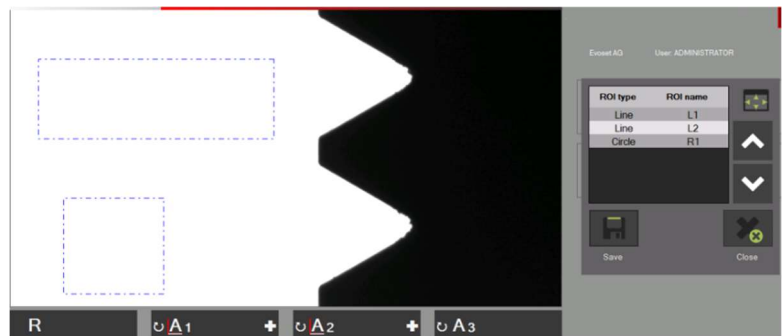 Evoset AG User: ADMINISTRATOR
ROI type ROI name
Line L1
Line L2
Circle R1
Save Close
R A1 A2 A3